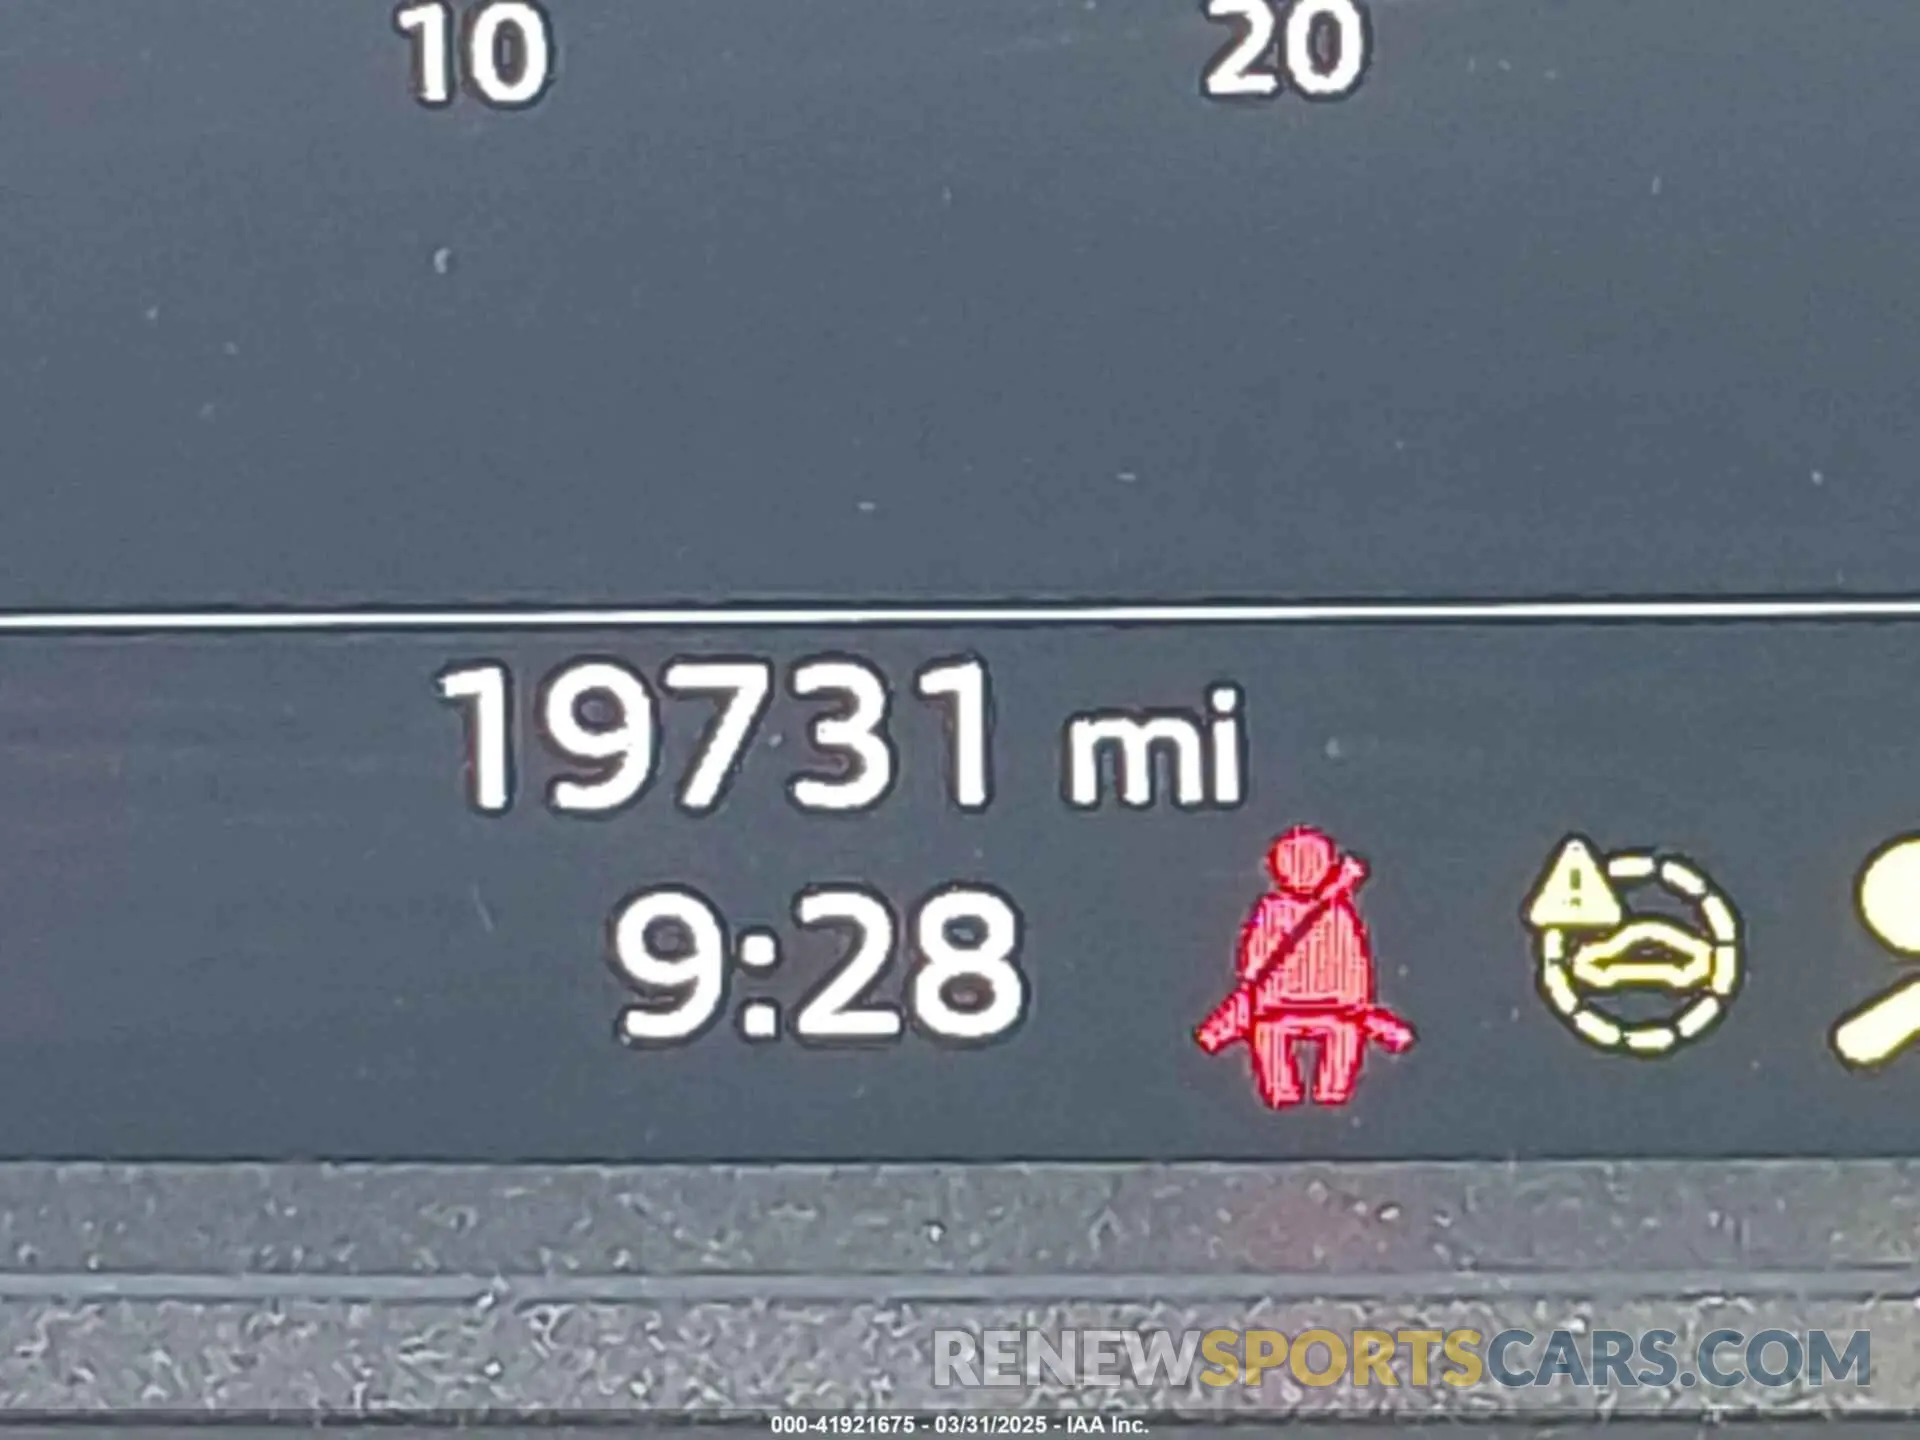 10 20
19731 mi
9:28
RENEWSPORTSCARS.COM
000-41921675 - 03/31/2025 - IAA Inc.